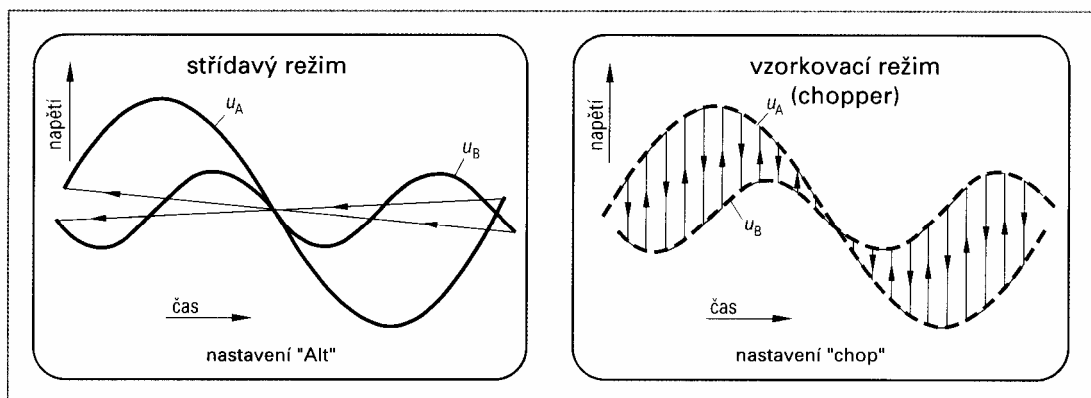 střídavý režim
napětí
u_A
u_B
čas
nastavení "Alt"
vzorkovací režim
(chopper)
napětí
u_A
u_B
čas
nastavení "chop"